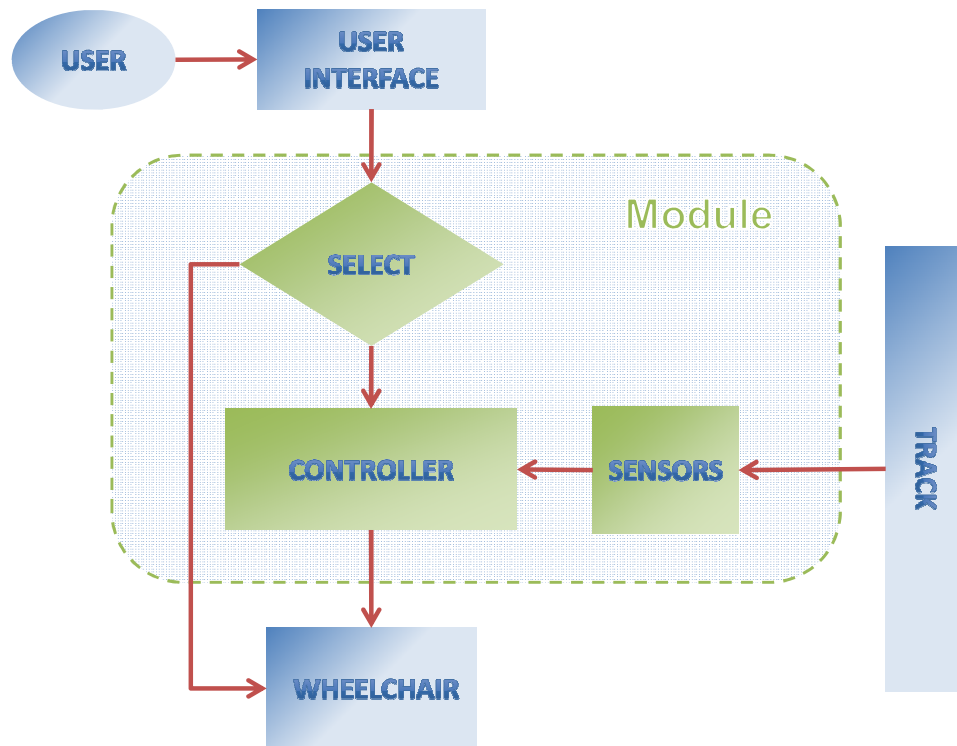 USER
USER
INTERFACE
Module
SELECT
CONTROLLER
SENSORS
TRACK
WHEELCHAIR